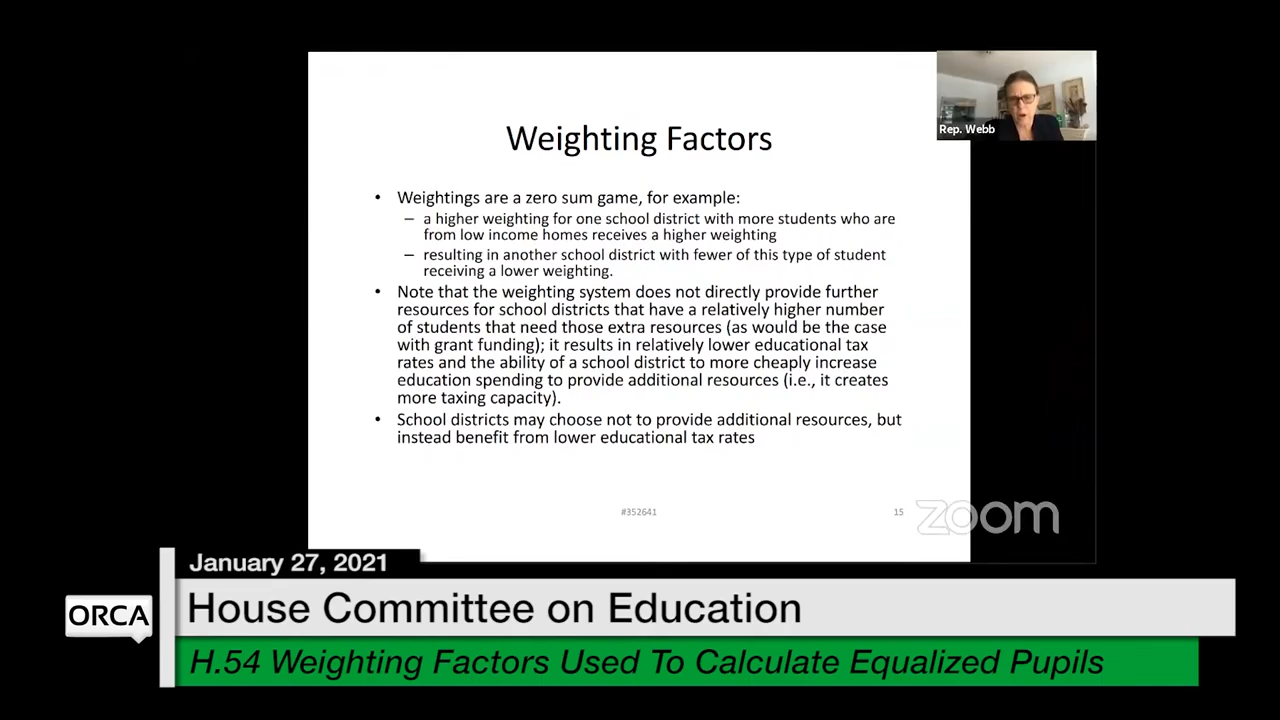 Weighting Factors
Rep. Webb
• Weightings are a zero sum game, for example:
– a higher weighting for one school district with more students who are
from low income homes receives a higher weighting
– resulting in another school district with fewer of this type of student
receiving a lower weighting.
• Note that the weighting system does not directly provide further
resources for school districts that have a relatively higher number
of students that need those extra resources (as would be the case
with grant funding); it results in relatively lower educational tax
rates and the ability of a school district to more cheaply increase
education spending to provide additional resources (i.e., it creates
more taxing capacity).
• School districts may choose not to provide additional resources, but
instead benefit from lower educational tax rates
#352641
15
zoom
January 27, 2021
ORCA
House Committee on Education
H.54 Weighting Factors Used To Calculate Equalized Pupils